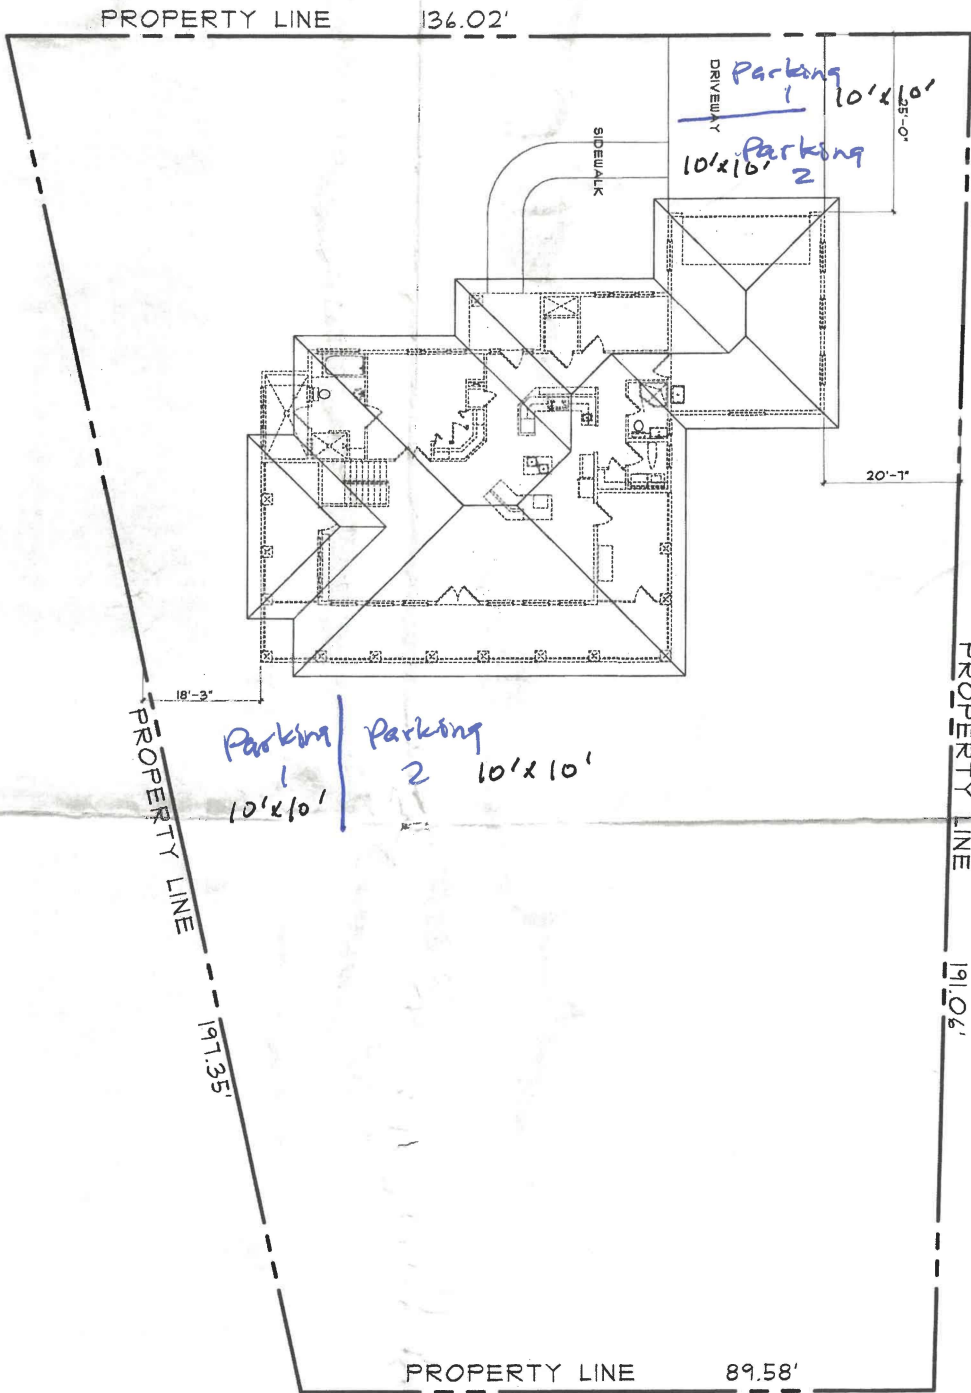 PROPERTY LINE 136.02'
DRIVEWAY
Parking
1
10'x10'
25'-0"
Parking
2
10'x10'
SIDEWALK
20'-7"
18'-3"
Parking
1
10'x10'
Parking
2
10'x10'
PROPERTY LINE 197.35'
PROPERTY LINE 191.06'
PROPERTY LINE 89.58'